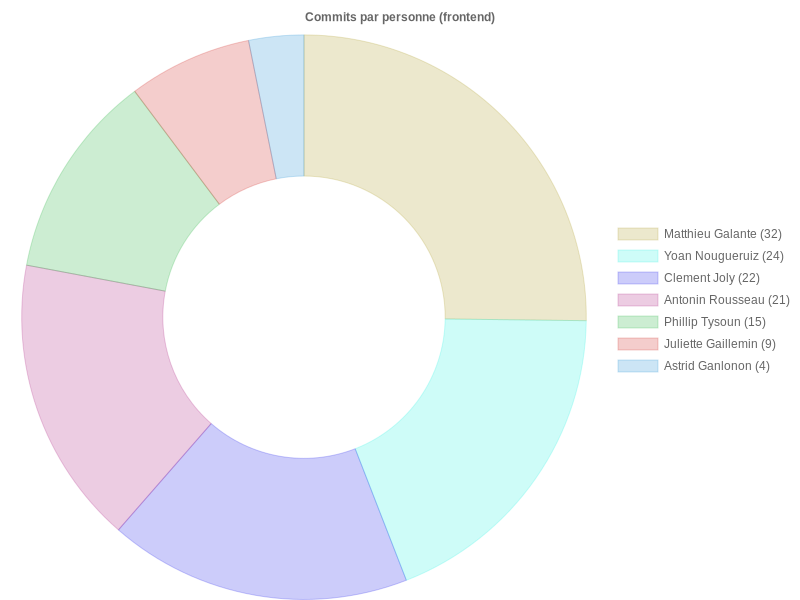 Commits par personne (frontend)
Matthieu Galante (32)
Yoan Nougueruiz (24)
Clement Joly (22)
Antonin Rousseau (21)
Phillip Tysoun (15)
Juliette Gaillemin (9)
Astrid Ganlonon (4)